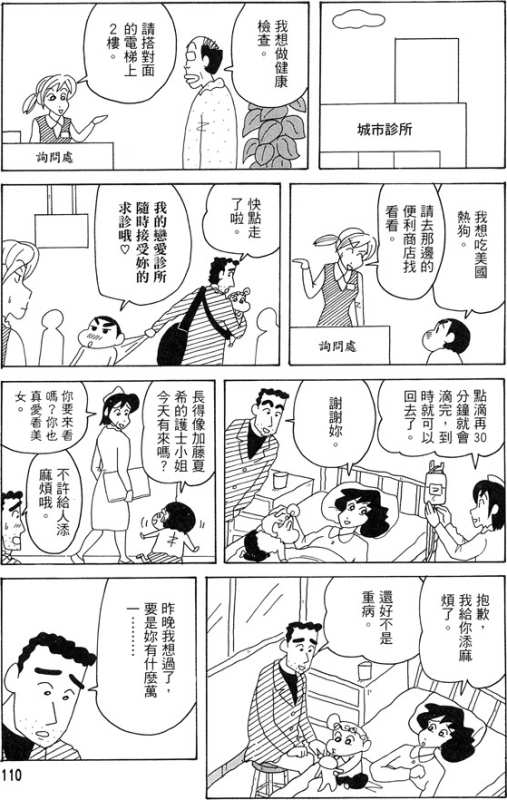 城市診所
我想做健康
檢查。
請搭對面
的電梯上
2樓。
詢問處
我想吃美國
熱狗。
請去那邊的
便利商店找
看看。
詢問處
快點走
了啦。
我的戀愛診所
隨時接受妳的
求診哦♡
點滴再30
分鐘就會
滴完,到
時就可以
回去了。
謝謝妳。
長得像加藤夏
希的護士小姐
今天有來嗎?
你要來看
嗎?你也
真愛看美
女。
不許給人添
麻煩哦。
抱歉,
我給你添麻
煩了。
還好不是
重病。
昨晚我想過了,
要是妳有什麼萬
一………
110